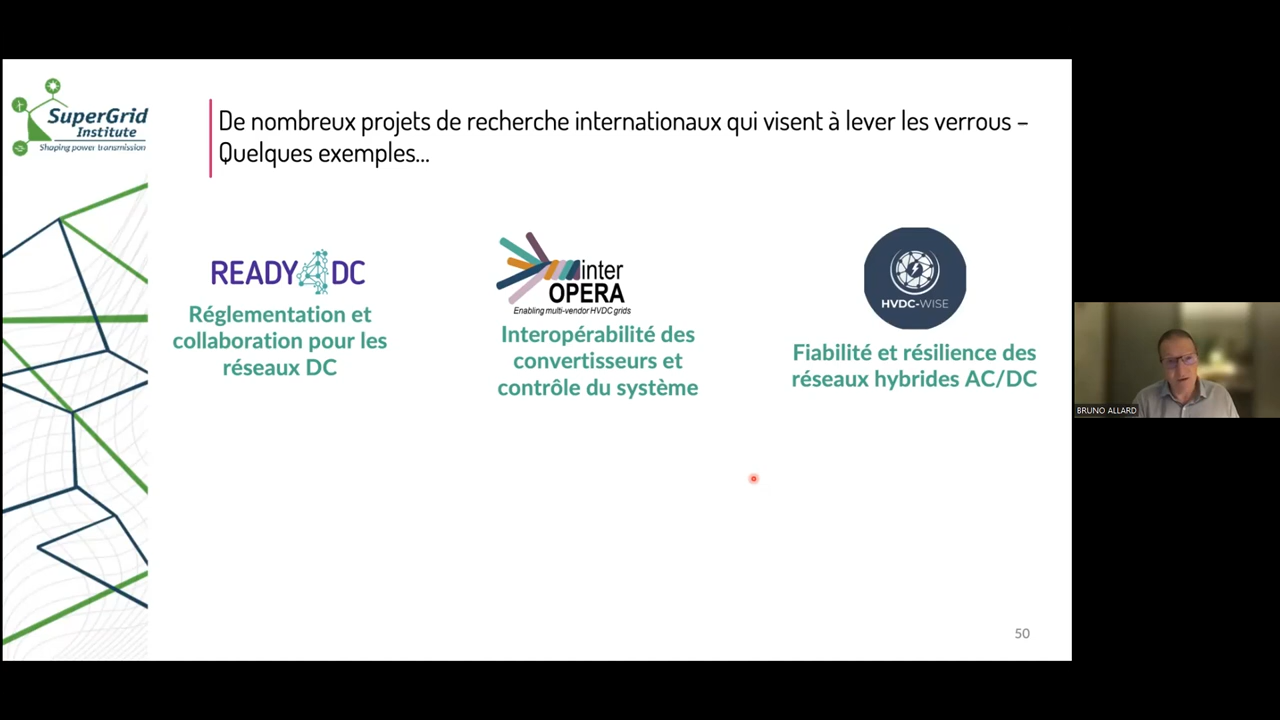 SuperGrid
Institute
Shaping power transmission
De nombreux projets de recherche internationaux qui visent à lever les verrous –
Quelques exemples...
READY4DC
Réglementation et
collaboration pour les
réseaux DC
inter
OPERA
Enabling multi-vendor HVDC grids
Interopérabilité des
convertisseurs et
contrôle du système
HVDC-WISE
Fiabilité et résilience des
réseaux hybrides AC/DC
BRUNO ALLARD
50